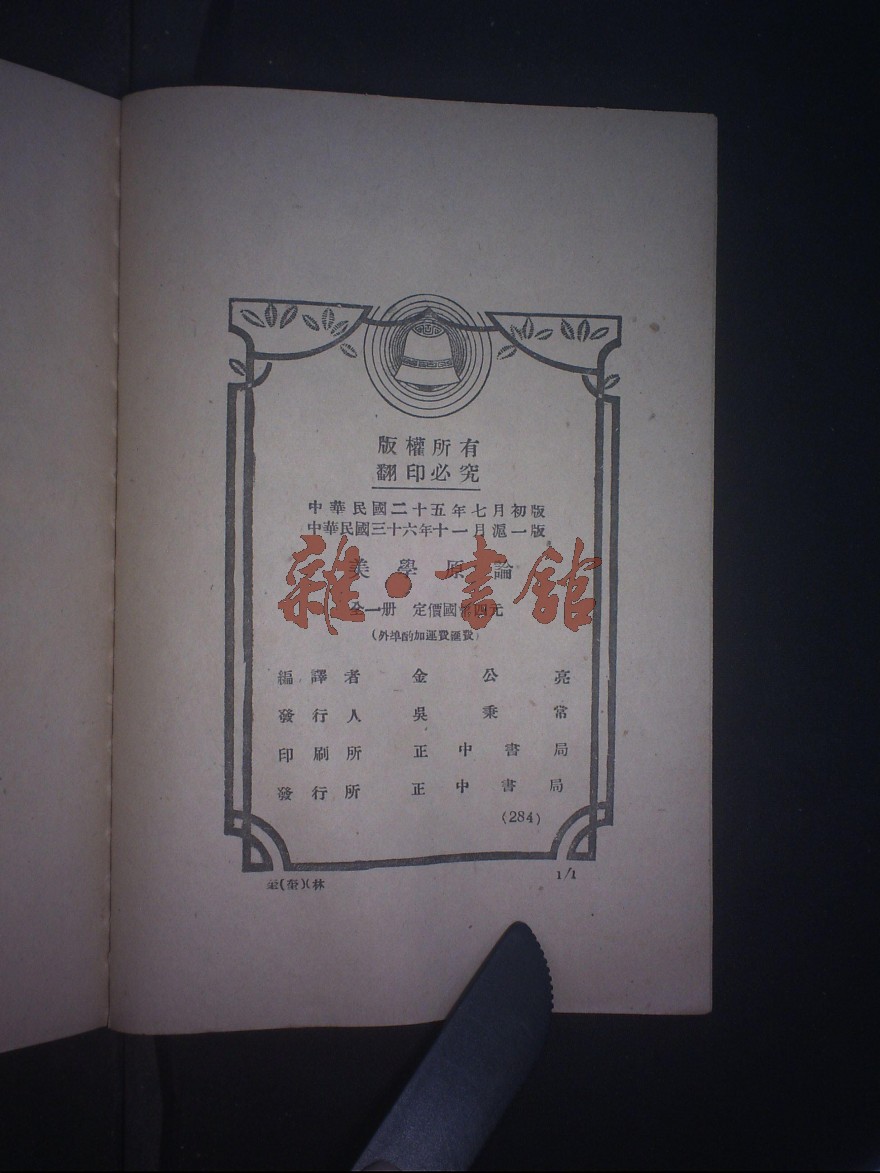 版權所有
翻印必究
中華民國二十五年七月初版
中華民國三十六年十一月滬一版
美學原論
雜·書館
全一册 定價國幣四元
(外埠酌加運費匯費)
編譯者 金公亮
發行人 吳秉常
印刷所 正中書局
發行所 正中書局
(284)
林
1/1